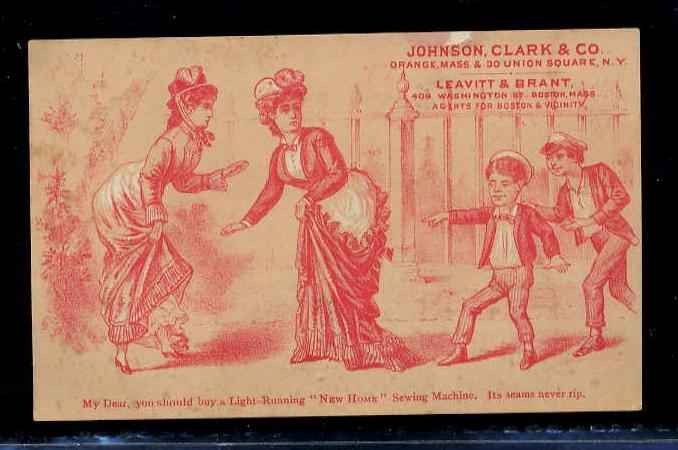 JOHNSON, CLARK & CO.
ORANGE, MASS & 30 UNION SQUARE, N.Y.
LEAVITT & BRANT,
409 WASHINGTON ST. BOSTON, MASS
AGENTS FOR BOSTON & VICINITY
My Dear, you should buy a Light-Running "NEW HOME" Sewing Machine. Its seams never rip.